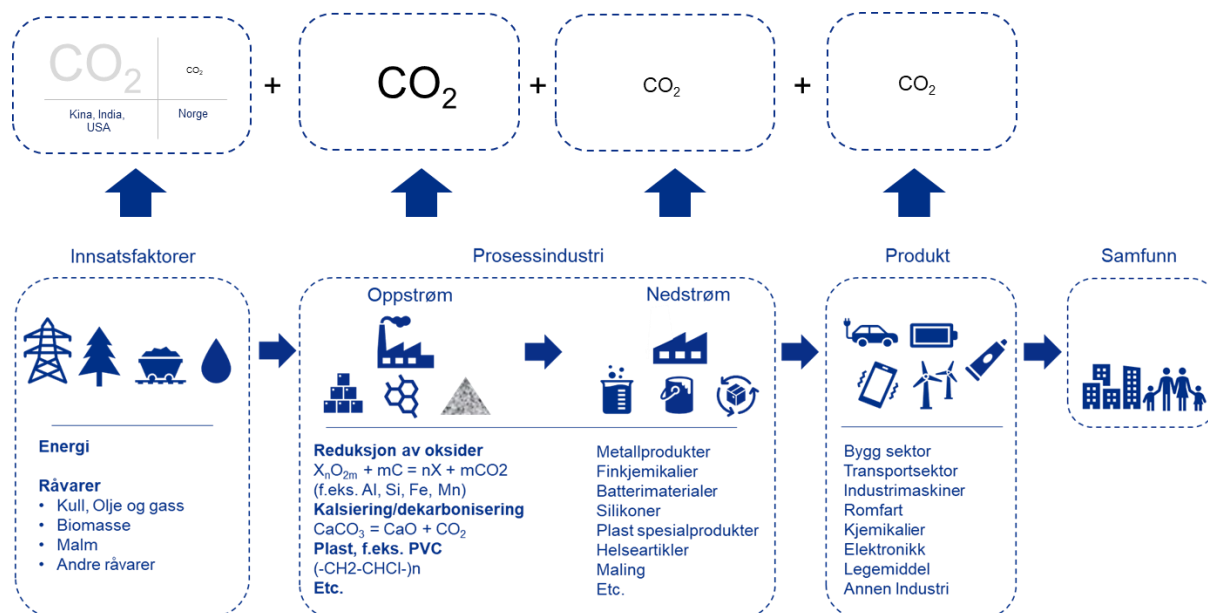 CO₂
CO₂
Kina, India,
USA
Norge
+
CO₂
+
CO₂
+
CO₂
Innsatsfaktorer
Prosessindustri
Produkt
Samfunn
Oppstrøm
Nedstrøm
Energi
Råvarer
• Kull, Olje og gass
• Biomasse
• Malm
• Andre råvarer
Reduksjon av oksider
XₙO₂ₘ + mC = nX + mCO2
(f.eks. Al, Si, Fe, Mn)
Kalsiering/dekarbonisering
CaCO₃ = CaO + CO₂
Plast, f.eks. PVC
(-CH2-CHCl-)n
Etc.
Metallprodukter
Finkjemikalier
Batterimaterialer
Silikoner
Plast spesialprodukter
Helseartikler
Maling
Etc.
Bygg sektor
Transportsektor
Industrimaskiner
Romfart
Kjemikalier
Elektronikk
Legemiddel
Annen Industri